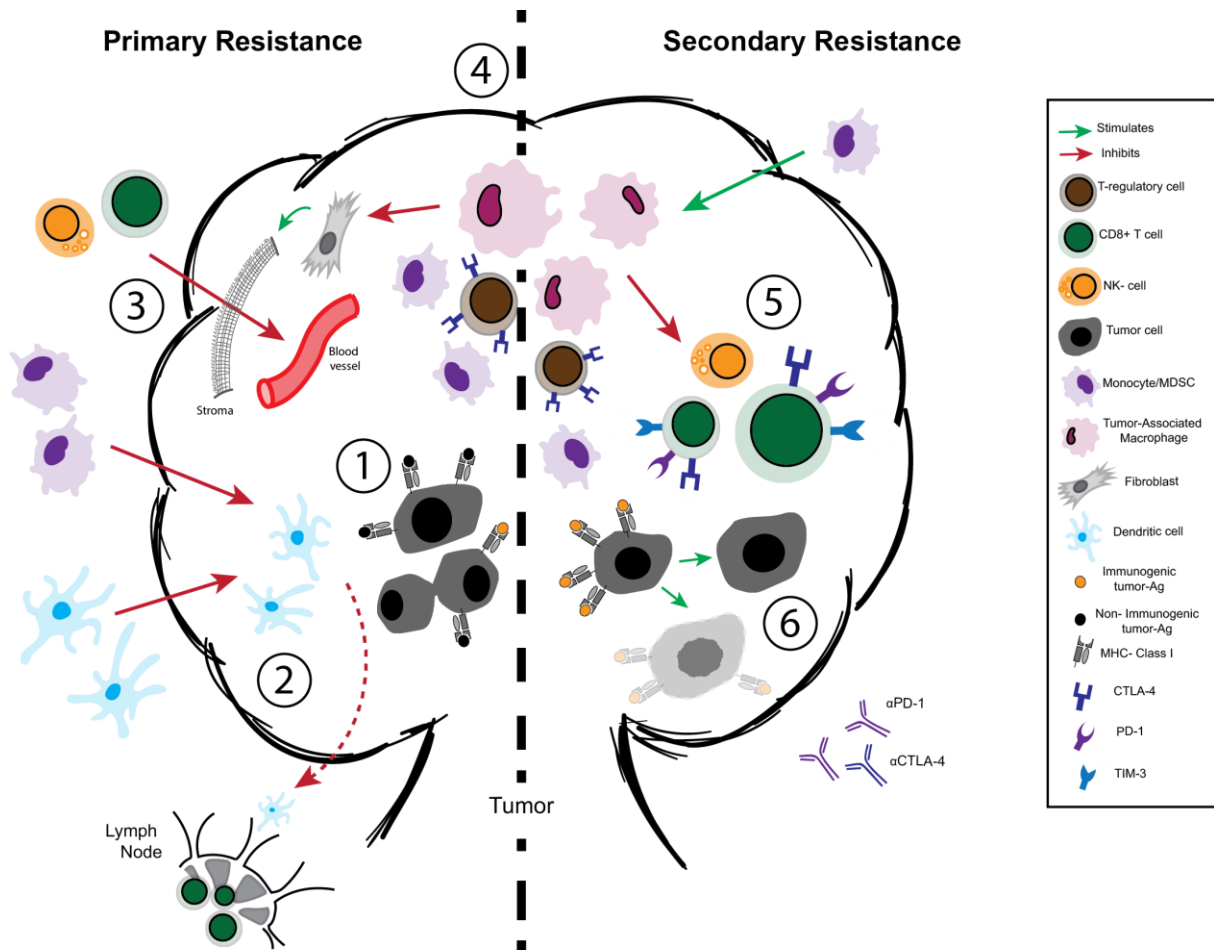 Primary Resistance
Secondary Resistance
4
3
5
Blood
vessel
Stroma
1
2
6
αPD-1
αCTLA-4
Tumor
Lymph
Node
Stimulates
Inhibits
T-regulatory cell
CD8+ T cell
NK- cell
Tumor cell
Monocyte/MDSC
Tumor-Associated
Macrophage
Fibroblast
Dendritic cell
Immunogenic
tumor-Ag
Non- Immunogenic
tumor-Ag
MHC- Class I
CTLA-4
PD-1
TIM-3